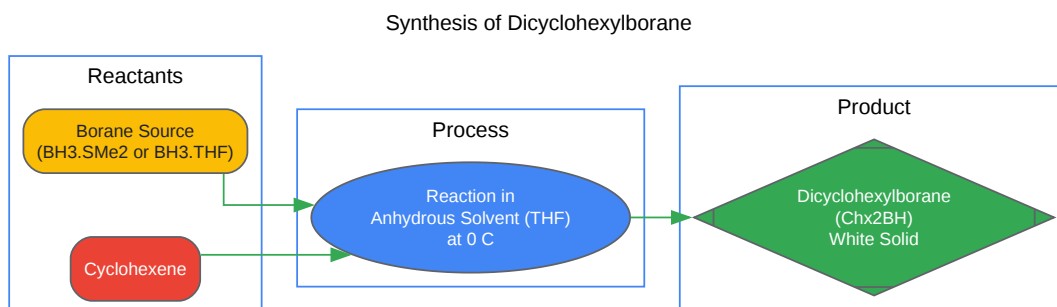 Synthesis of Dicyclohexylborane
Reactants
Borane Source
(BH3.SMe2 or BH3.THF)
Cyclohexene
Process
Reaction in
Anhydrous Solvent (THF)
at 0 C
Product
Dicyclohexylborane
(Chx2BH)
White Solid